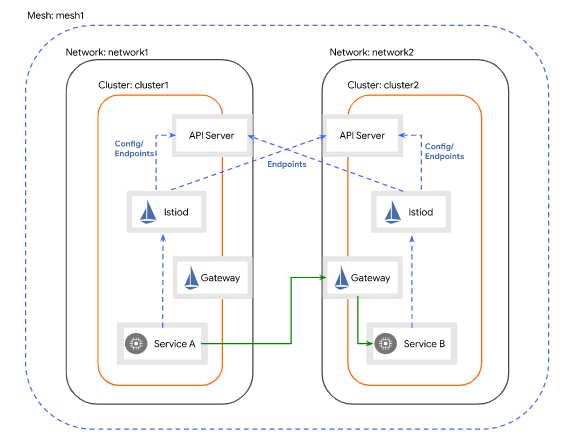 Mesh: mesh1
Network: network1
Network: network2
Cluster: cluster1
Cluster: cluster2
API Server
API Server
Config/
Endpoints
Endpoints
Config/
Endpoints
Istiod
Istiod
Gateway
Gateway
Service A
Service B